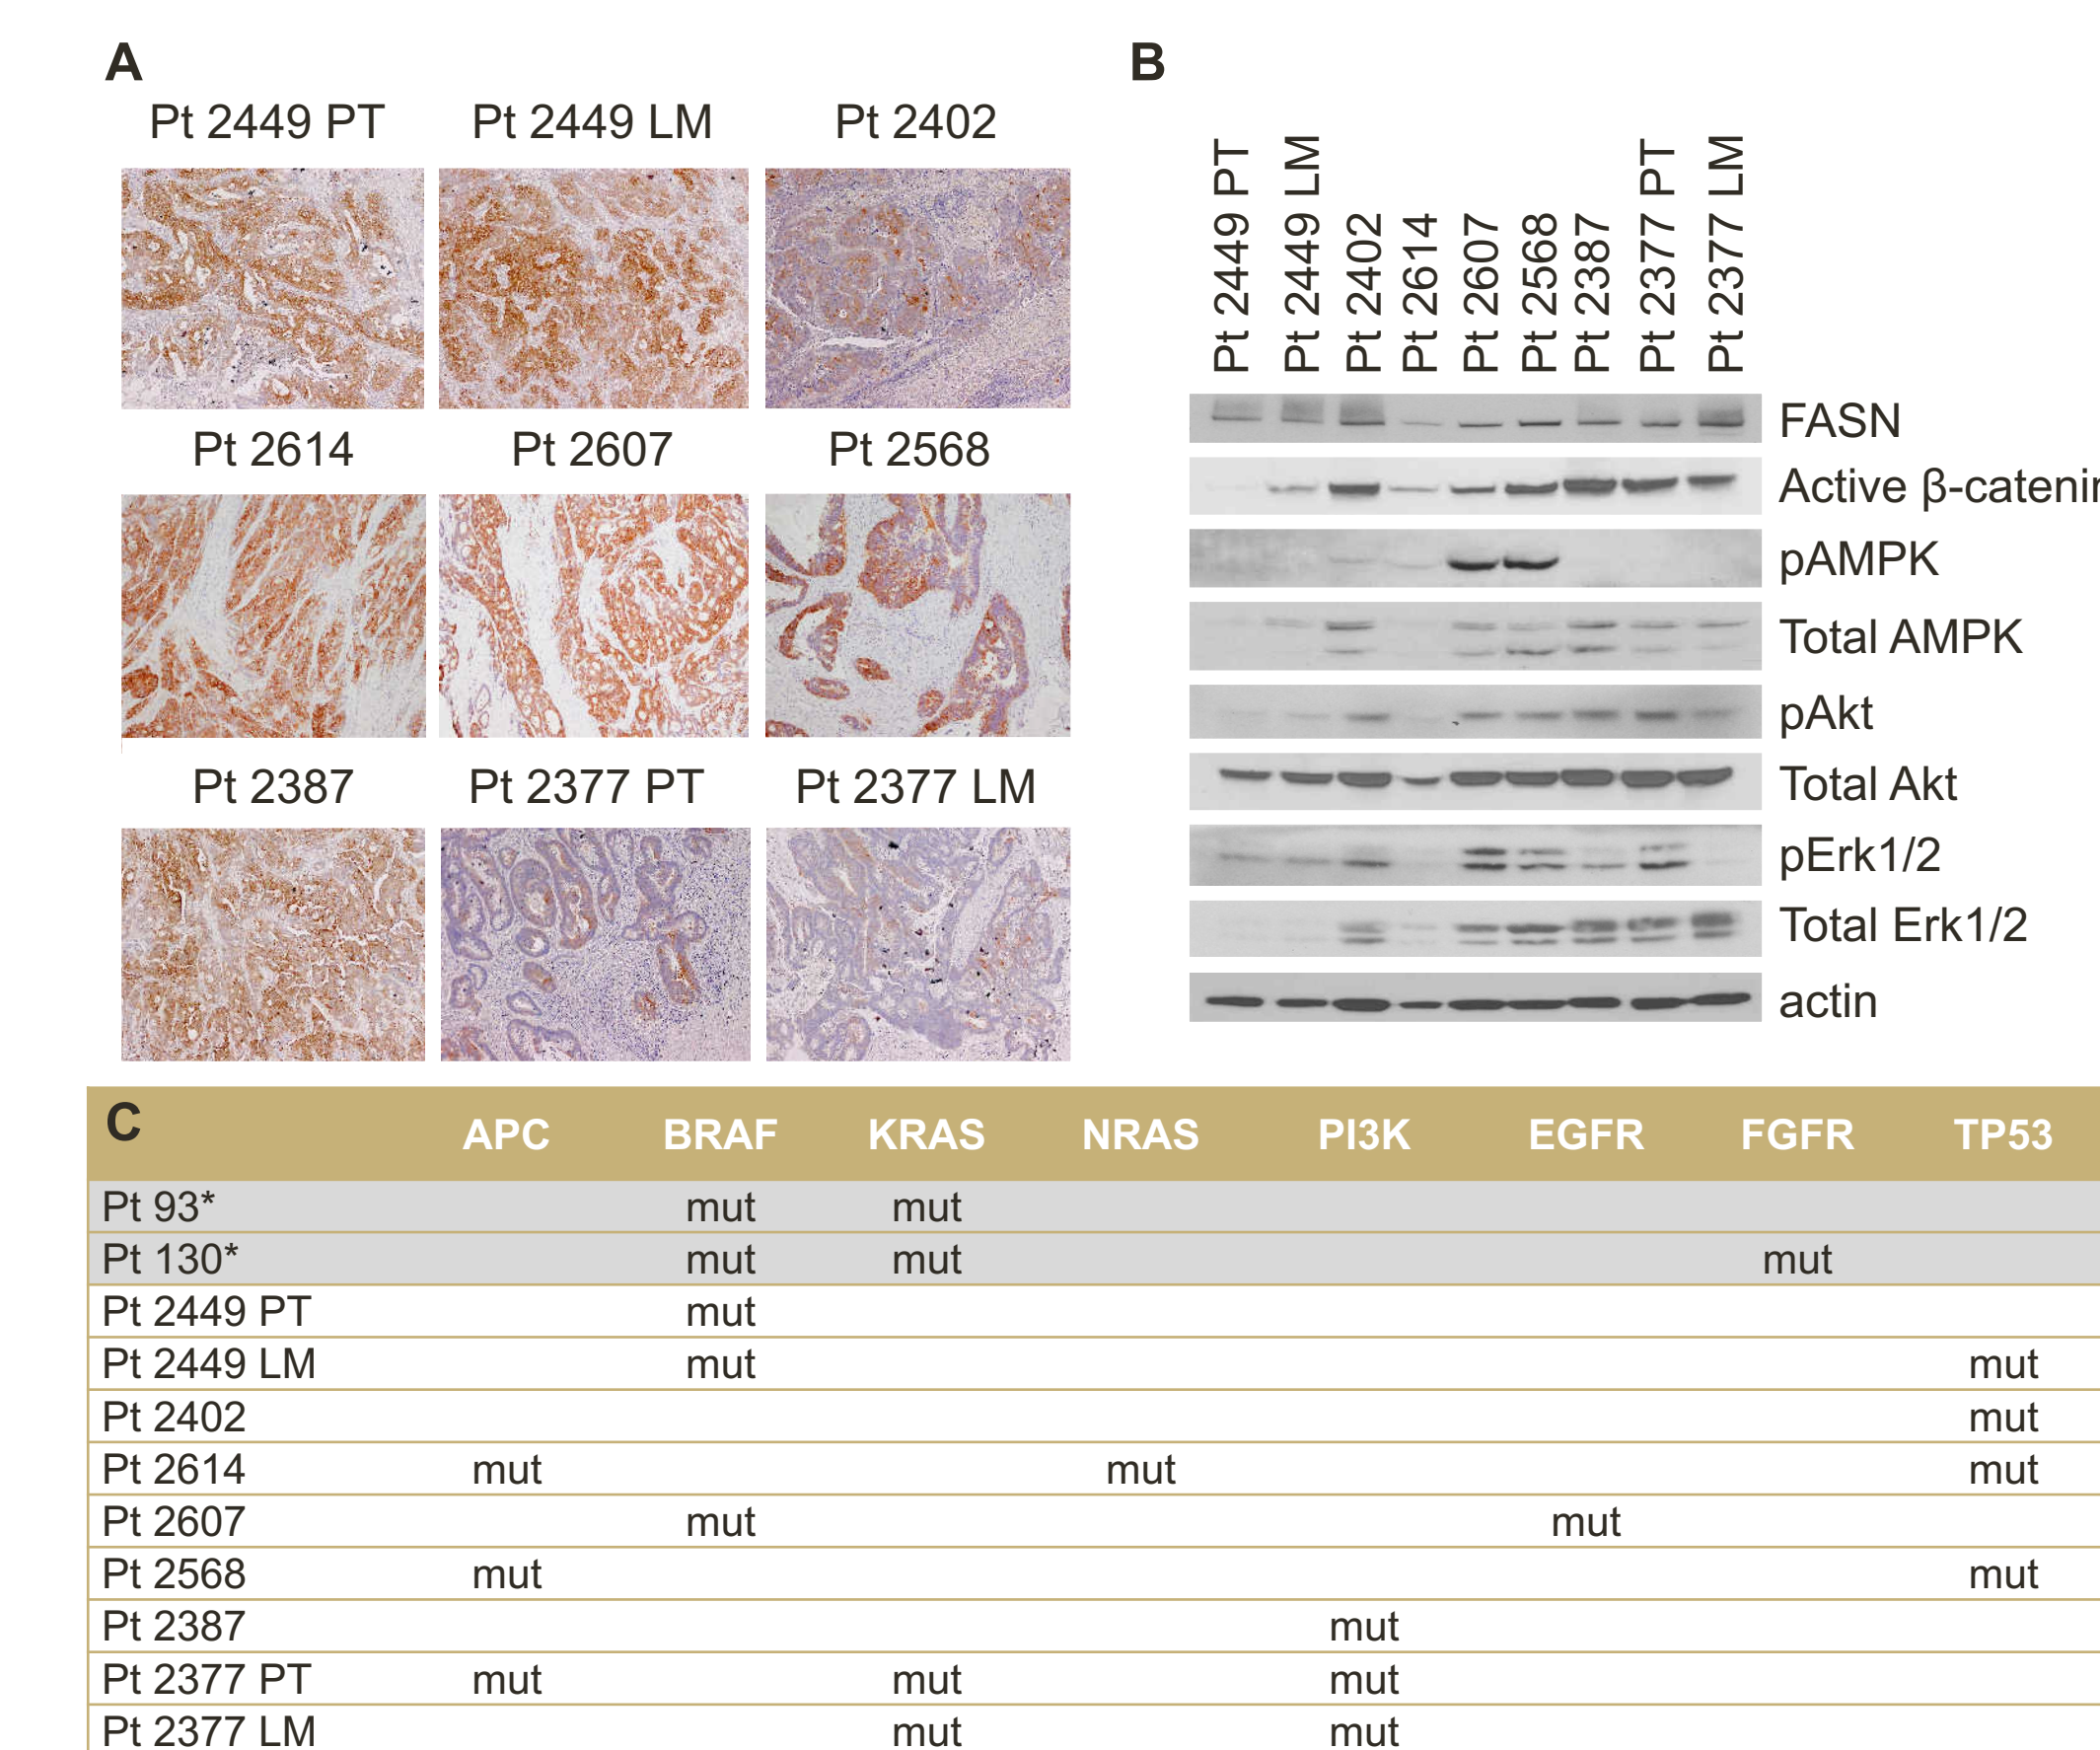 A
Pt 2449 PT
Pt 2449 LM
Pt 2402
Pt 2614
Pt 2607
Pt 2568
Pt 2387
Pt 2377 PT
Pt 2377 LM
B
Pt 2449 PT
Pt 2449 LM
Pt 2402
Pt 2614
Pt 2607
Pt 2568
Pt 2387
Pt 2377 PT
Pt 2377 LM
FASN
Active β-catenin
pAMPK
Total AMPK
pAkt
Total Akt
pErk1/2
Total Erk1/2
actin
C APC BRAF KRAS NRAS PI3K EGFR FGFR TP53
Pt 93* mut mut
Pt 130* mut mut mut
Pt 2449 PT mut
Pt 2449 LM mut mut
Pt 2402 mut
Pt 2614 mut mut mut
Pt 2607 mut mut
Pt 2568 mut mut
Pt 2387 mut
Pt 2377 PT mut mut mut
Pt 2377 LM mut mut